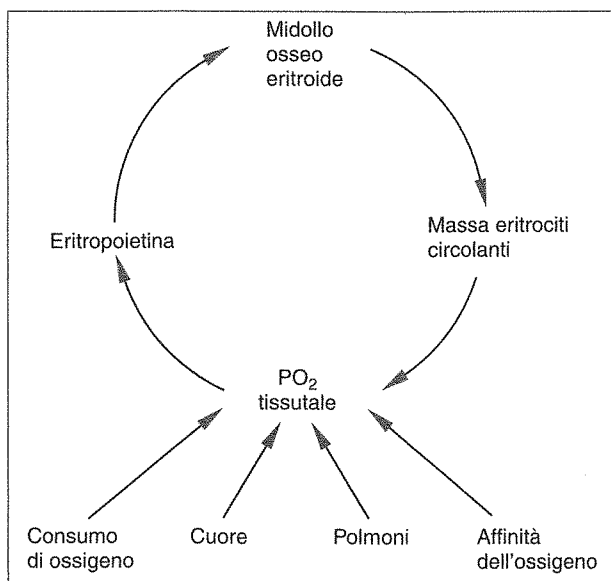 Midollo
osseo
eritroide
Eritropoietina
Massa eritrociti
circolanti
PO₂
tissutale
Consumo
di ossigeno
Cuore
Polmoni
Affinità
dell'ossigeno